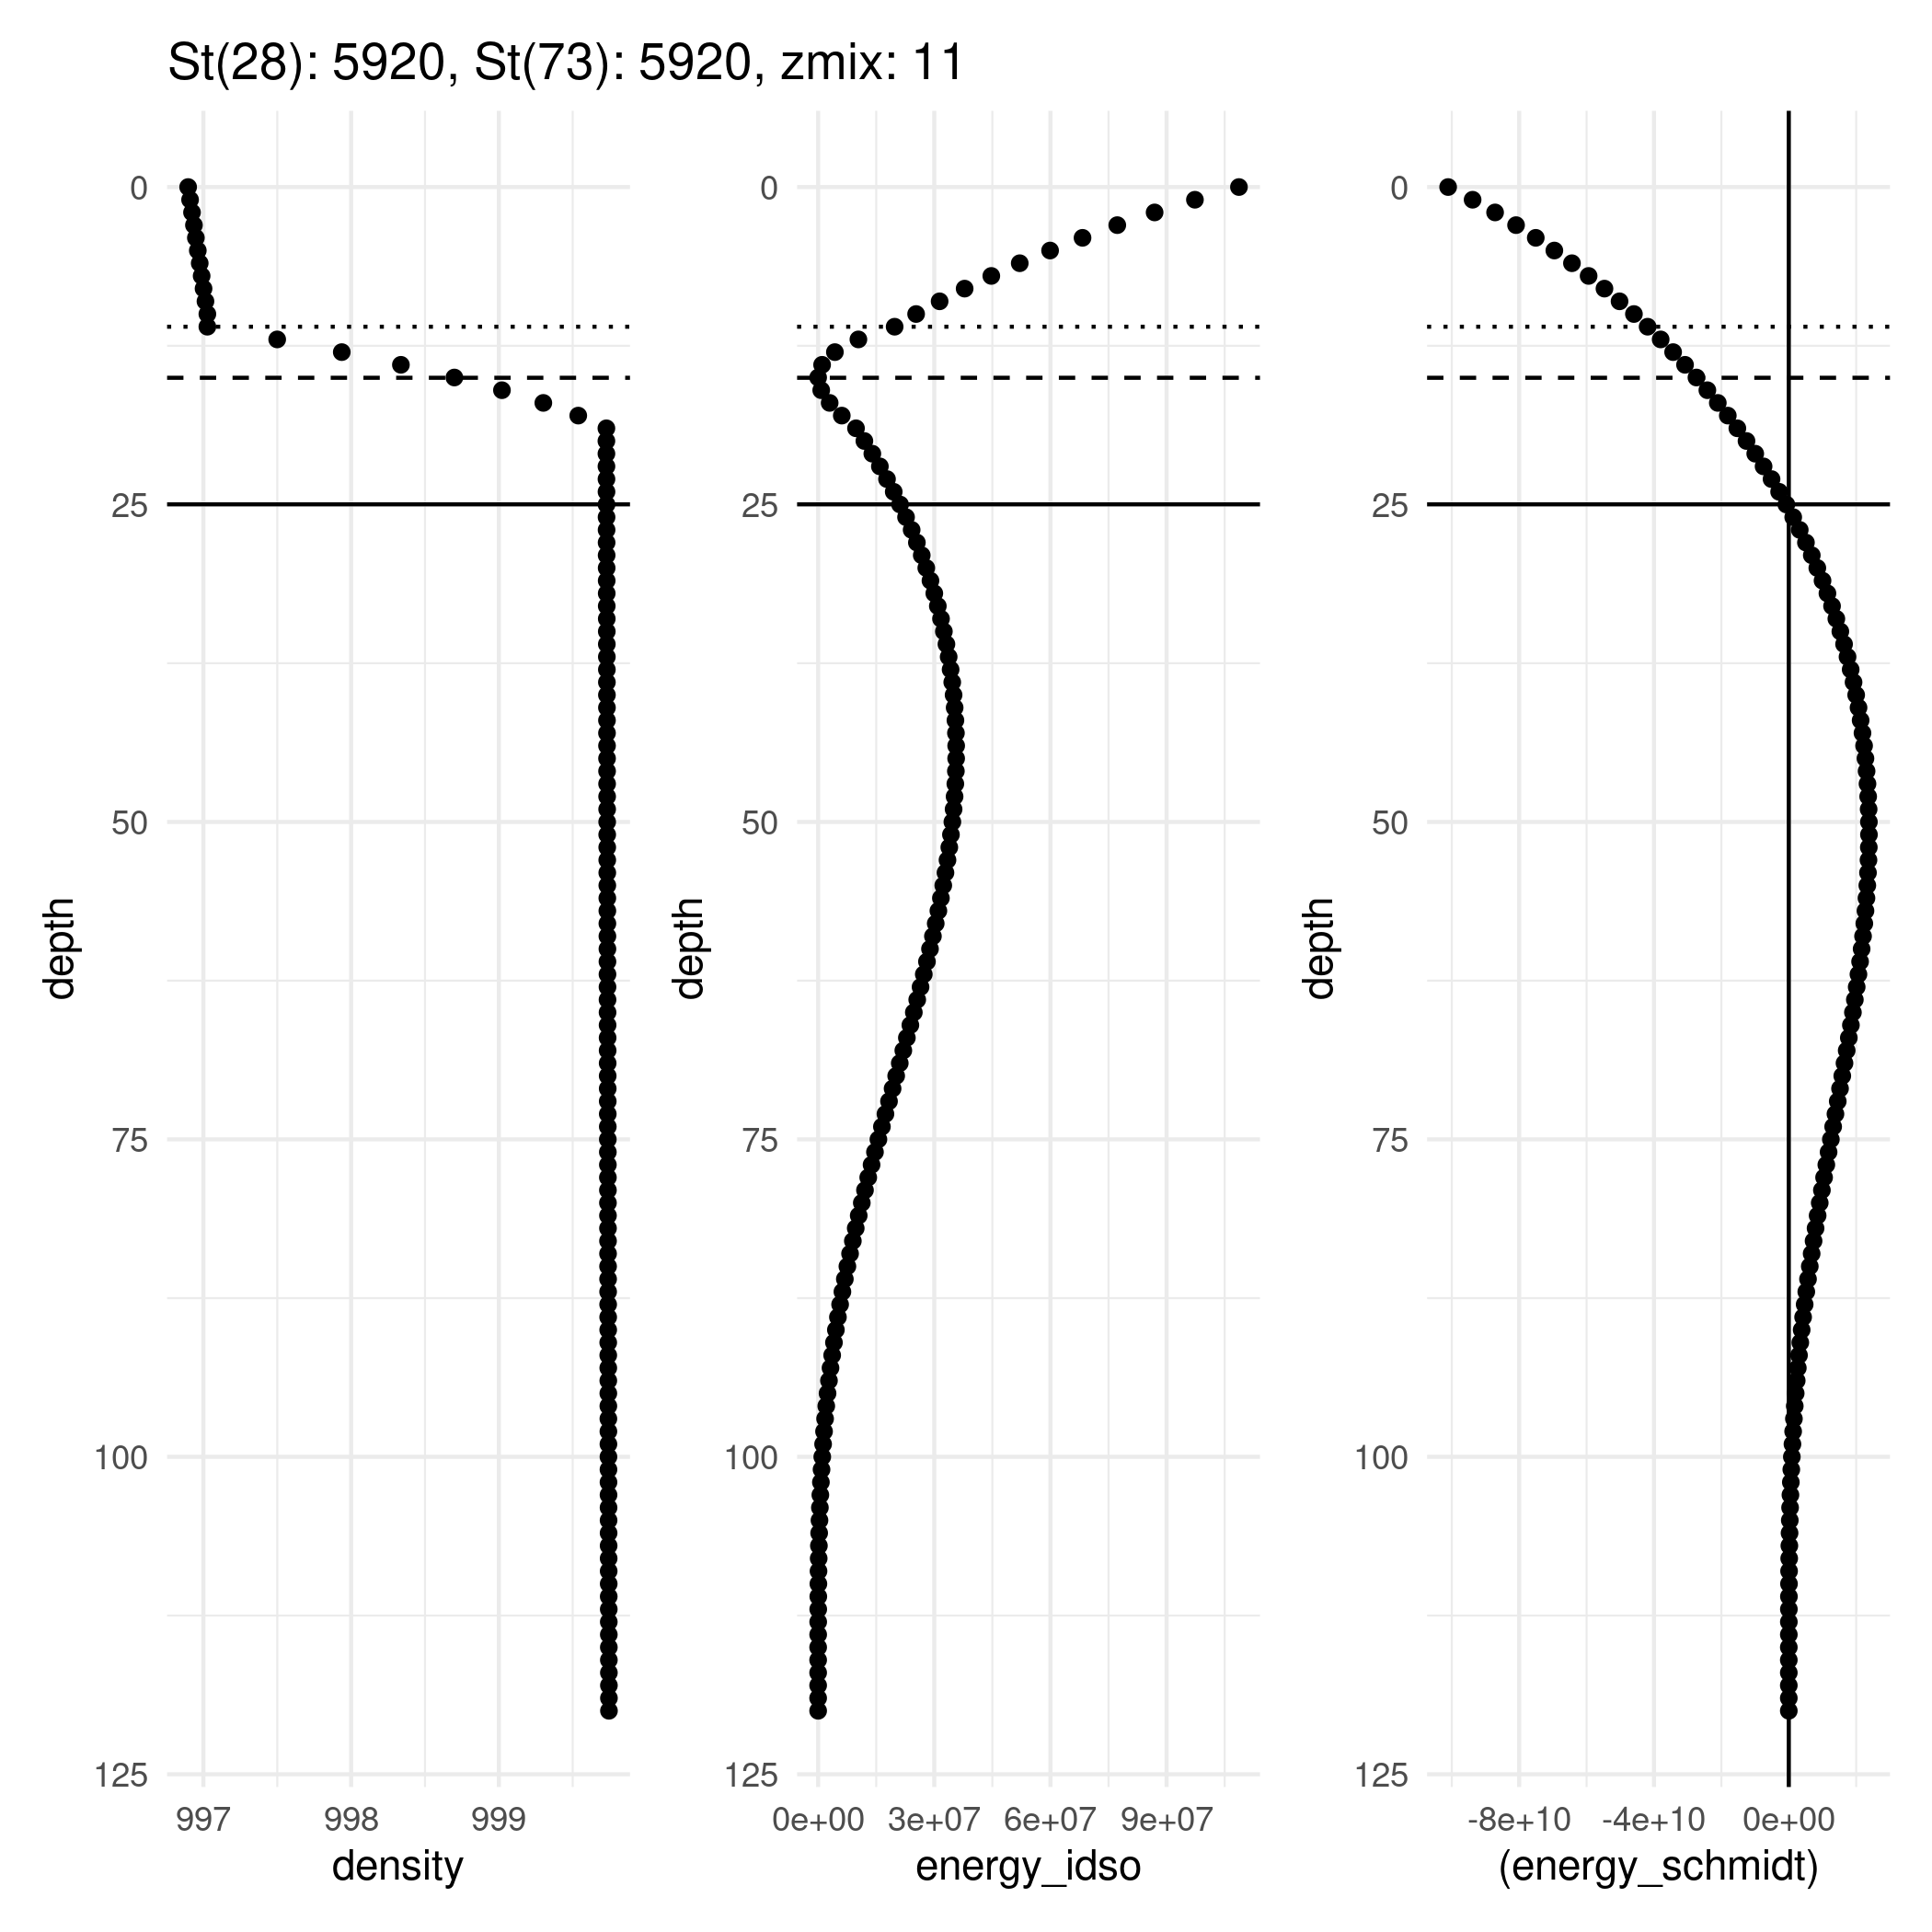 St(28): 5920, St(73): 5920, zmix: 11
depth
0
25
50
75
100
125
997 998 999
density
depth
0
25
50
75
100
125
0e+00 3e+07 6e+07 9e+07
energy_idso
depth
0
25
50
75
100
125
-8e+10 -4e+10 0e+00
(energy_schmidt)